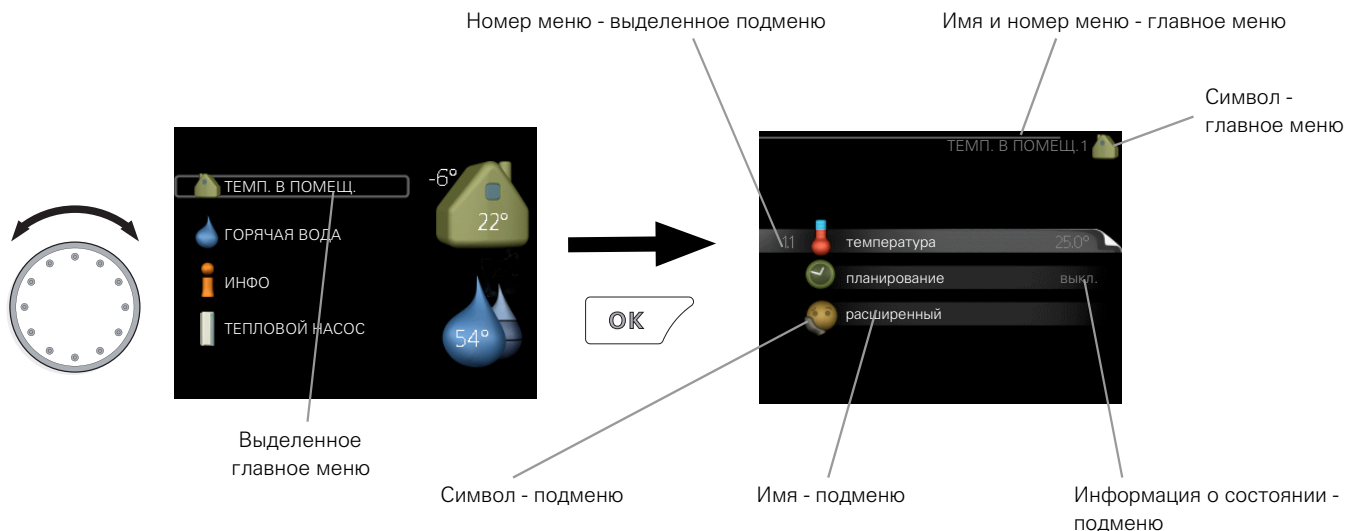 Номер меню - выделенное подменю
Имя и номер меню - главное меню
Символ -
главное меню
ТЕМП. В ПОМЕЩ.
ГОРЯЧАЯ ВОДА
ИНФО
ТЕПЛОВОЙ НАСОС
-6°
22°
54°
OK
ТЕМП. В ПОМЕЩ.1
1.1 температура 25.0°
планирование выкл.
расширенный
Выделенное
главное меню
Символ - подменю
Имя - подменю
Информация о состоянии -
подменю